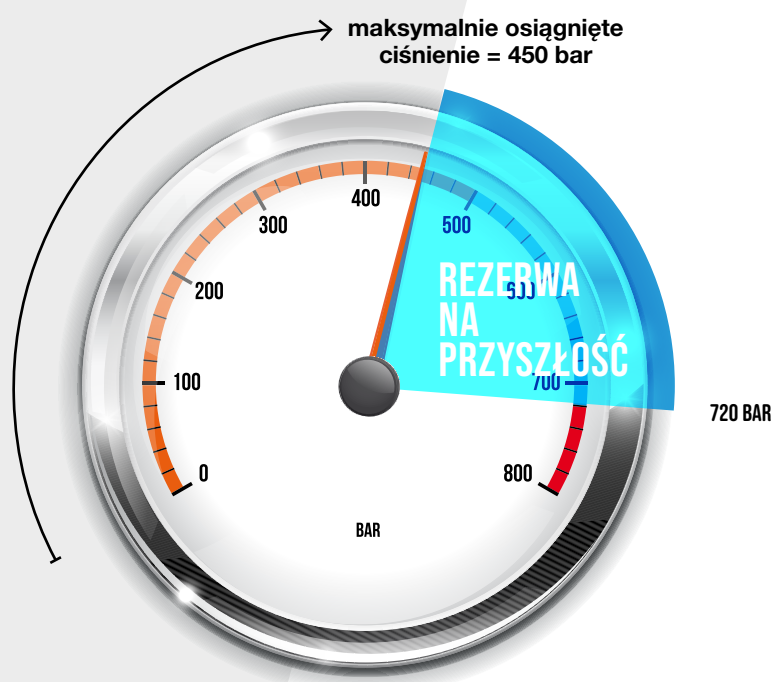 maksymalnie osiągnięte
ciśnienie = 450 bar
400
300
500
200
600
REZERWA
NA
PRZYSZŁOŚĆ
100
700
720 BAR
0
800
BAR